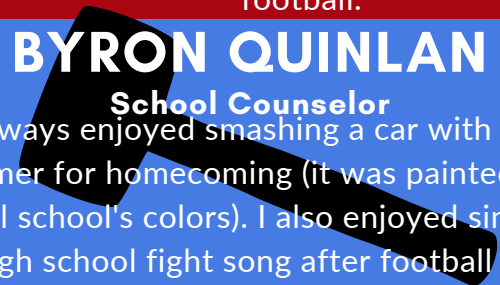 football.
BYRON QUINLAN
School Counselor
ways enjoyed smashing a car with
mer for homecoming (it was painte
l school's colors). I also enjoyed sin
gh school fight song after football